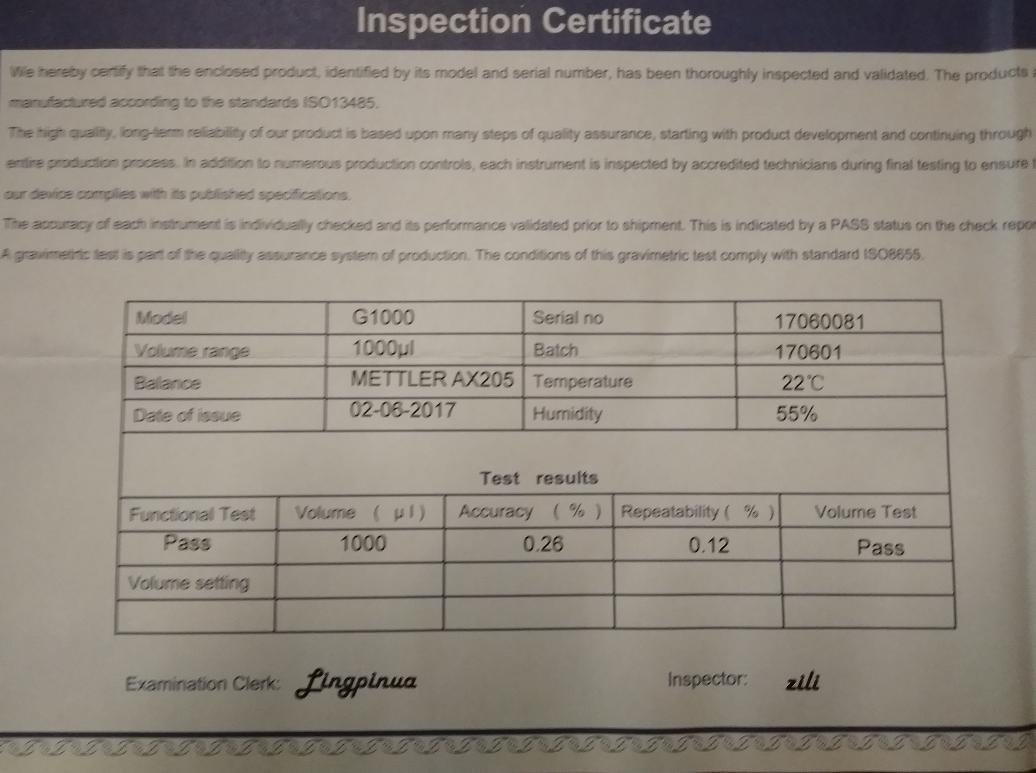 Inspection Certificate
We hereby certify that the enclosed product, identified by its model and serial number, has been thoroughly inspected and validated. The products
manufactured according to the standards ISO13485.
The high quality, long-term reliability of our product is based upon many steps of quality assurance, starting with product development and continuing through
entire production process. In addition to numerous production controls, each instrument is inspected by accredited technicians during final testing to ensure
our device complies with its published specifications.
The accuracy of each instrument is individually checked and its performance validated prior to shipment. This is indicated by a PASS status on the check repor
A gravimetric test is part of the quality assurance system of production. The conditions of this gravimetric test comply with standard ISO8655.
Model G1000 Serial no 17060081
Volume range 1000µl Batch 170601
Balance METTLER AX205 Temperature 22℃
Date of issue 02-06-2017 Humidity 55%
Test results
Functional Test Volume ( µl ) Accuracy ( % ) Repeatability ( % ) Volume Test
Pass 1000 0.26 0.12 Pass
Volume setting
Examination Clerk: Lingpinua Inspector: zili